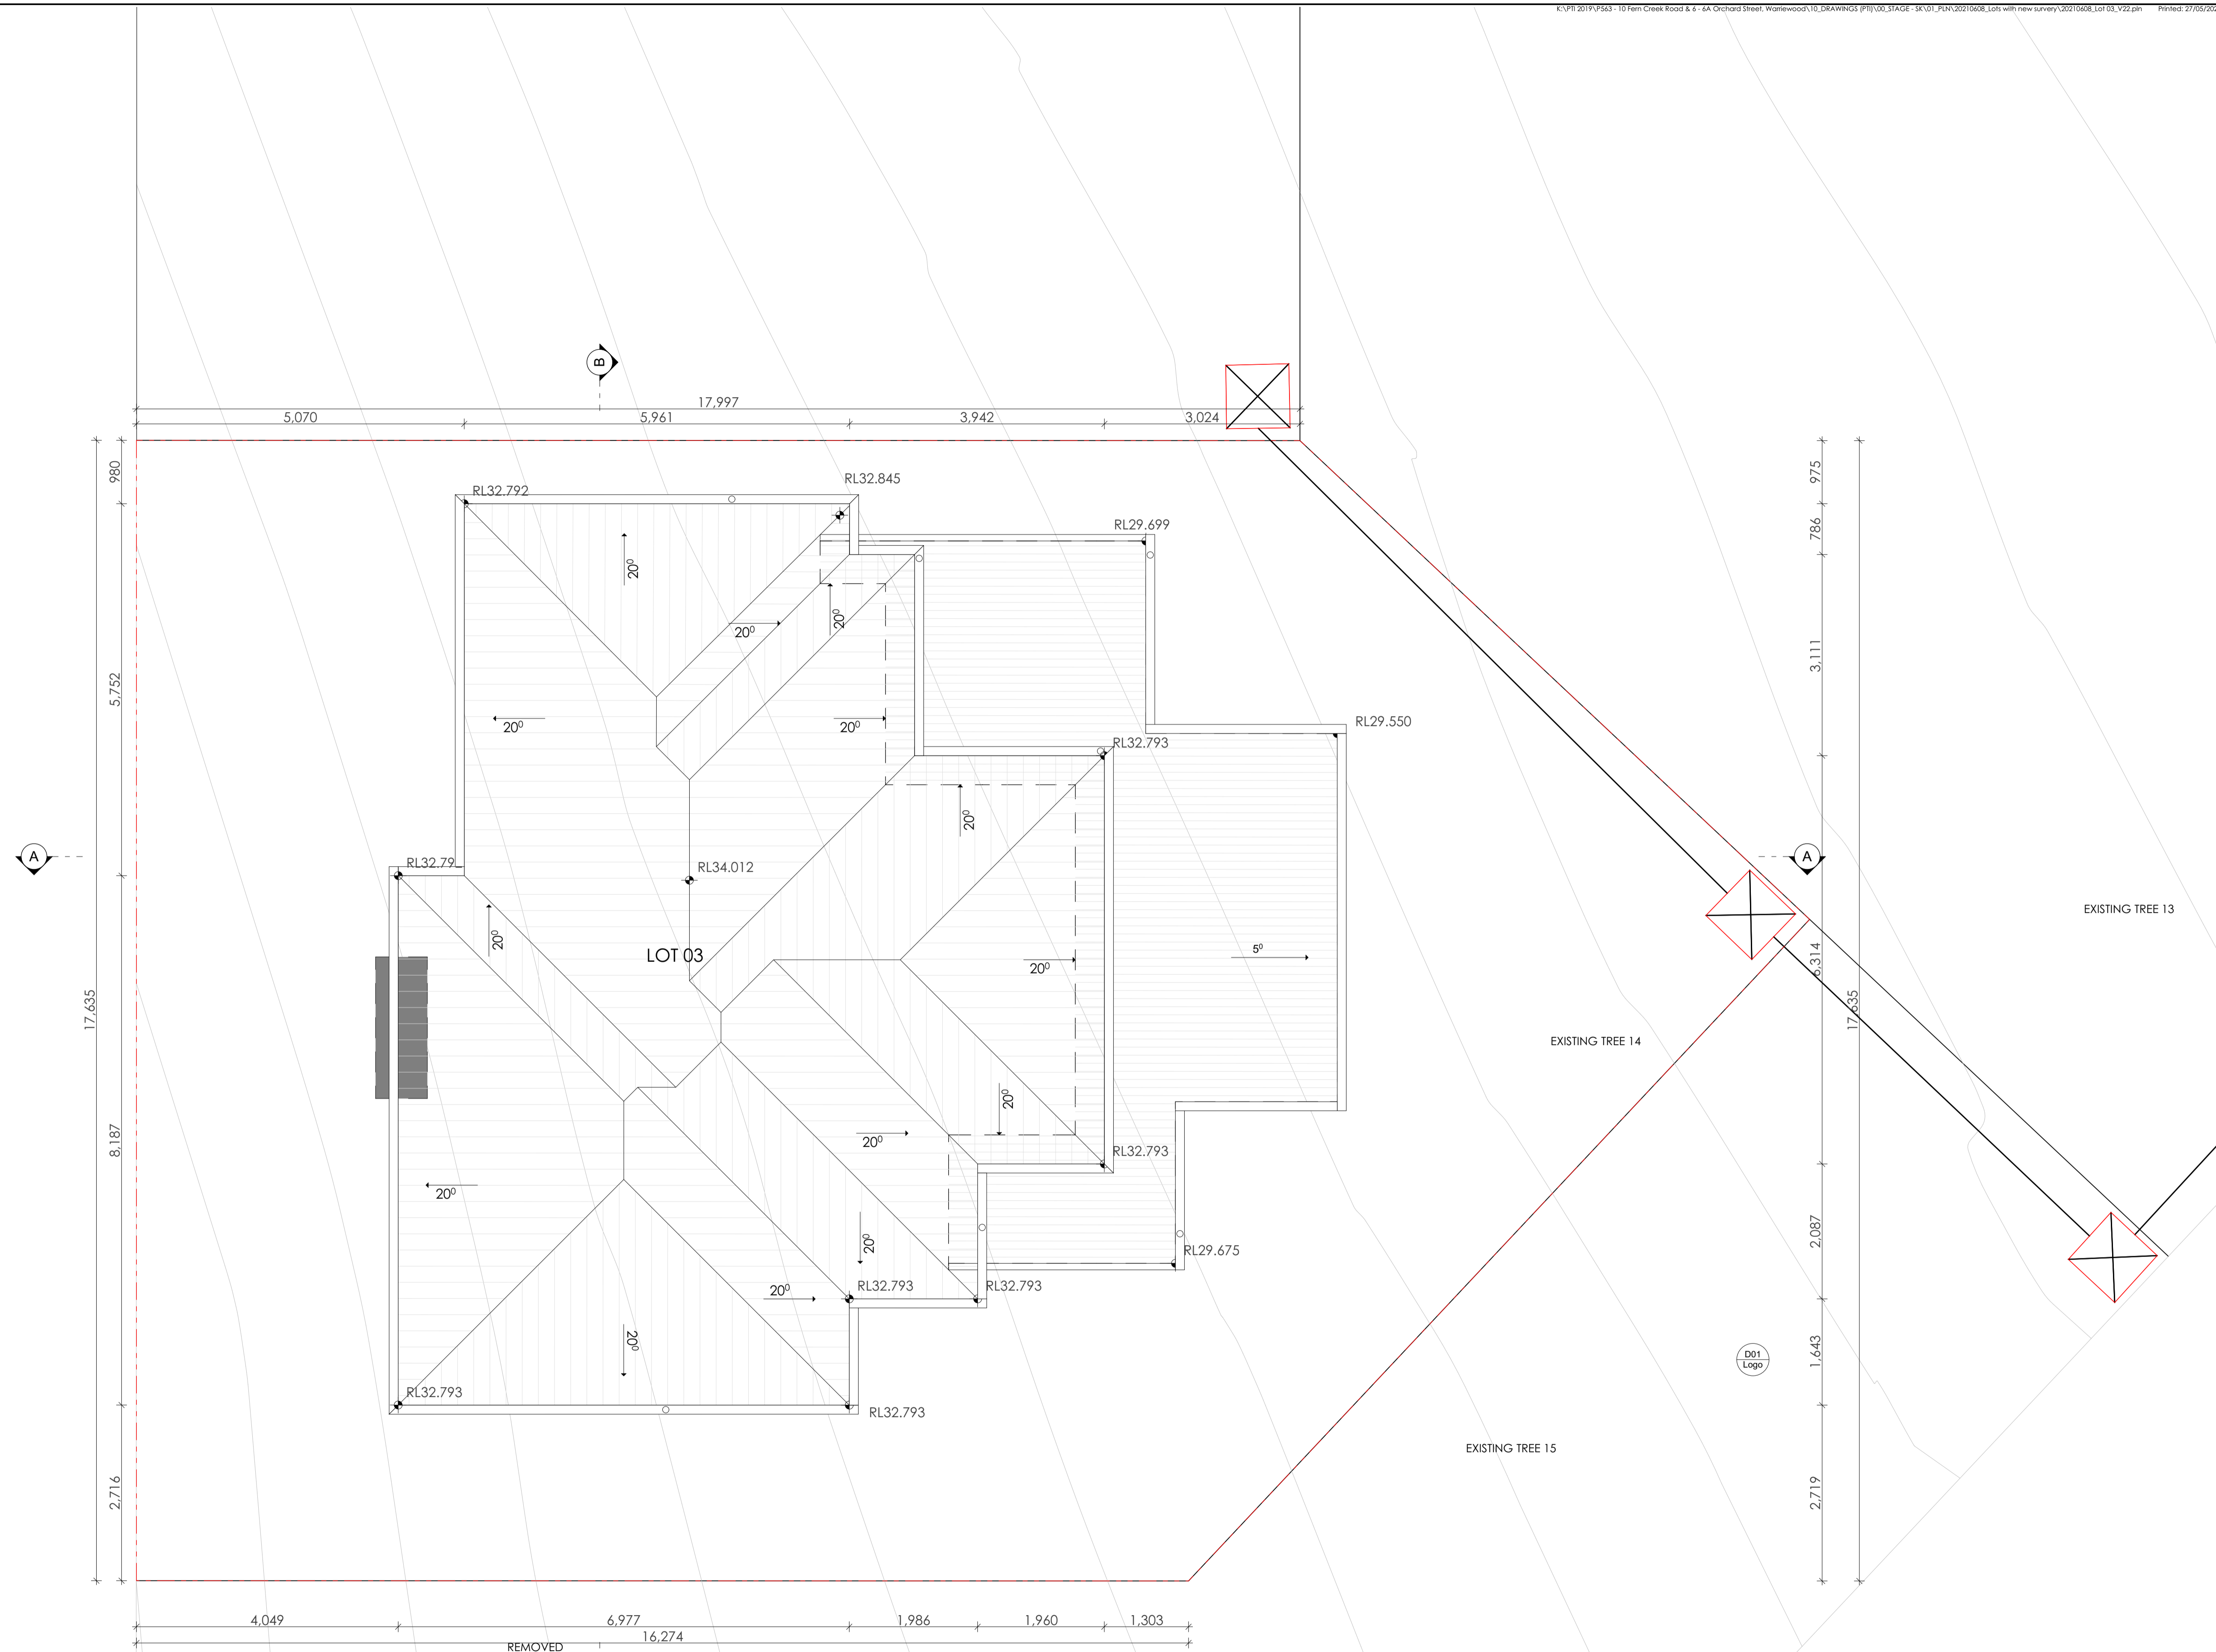 K:\PTI 2019\P563 - 10 Fern Creek Road & 6 - 6A Orchard Street, Warriewood\10_DRAWINGS (PTI)\00_STAGE - SK\01_PLN\20210608_Lots with new survery\20210608_Lot 03_V22.pln Printed: 27/05/202
B
17,997
5,070 5,961 3,942 3,024
980
975
RL32.845
RL32.792
RL29.699
786
20⁰
20⁰
20⁰
3,111
5,752
20⁰
20⁰
RL29.550
RL32.793
20⁰
A
RL32.79
RL34.012
A
EXISTING TREE 13
20⁰
LOT 03
5⁰
20⁰
6,314
17,635
17,635
EXISTING TREE 14
20⁰
20⁰
8,187
20⁰
RL32.793
2,087
20⁰
RL29.675
20⁰
RL32.793
RL32.793
20⁰
1,643
D01
Logo
RL32.793
RL32.793
EXISTING TREE 15
2,716
2,719
4,049 6,977 1,986 1,960 1,303
16,274
REMOVED